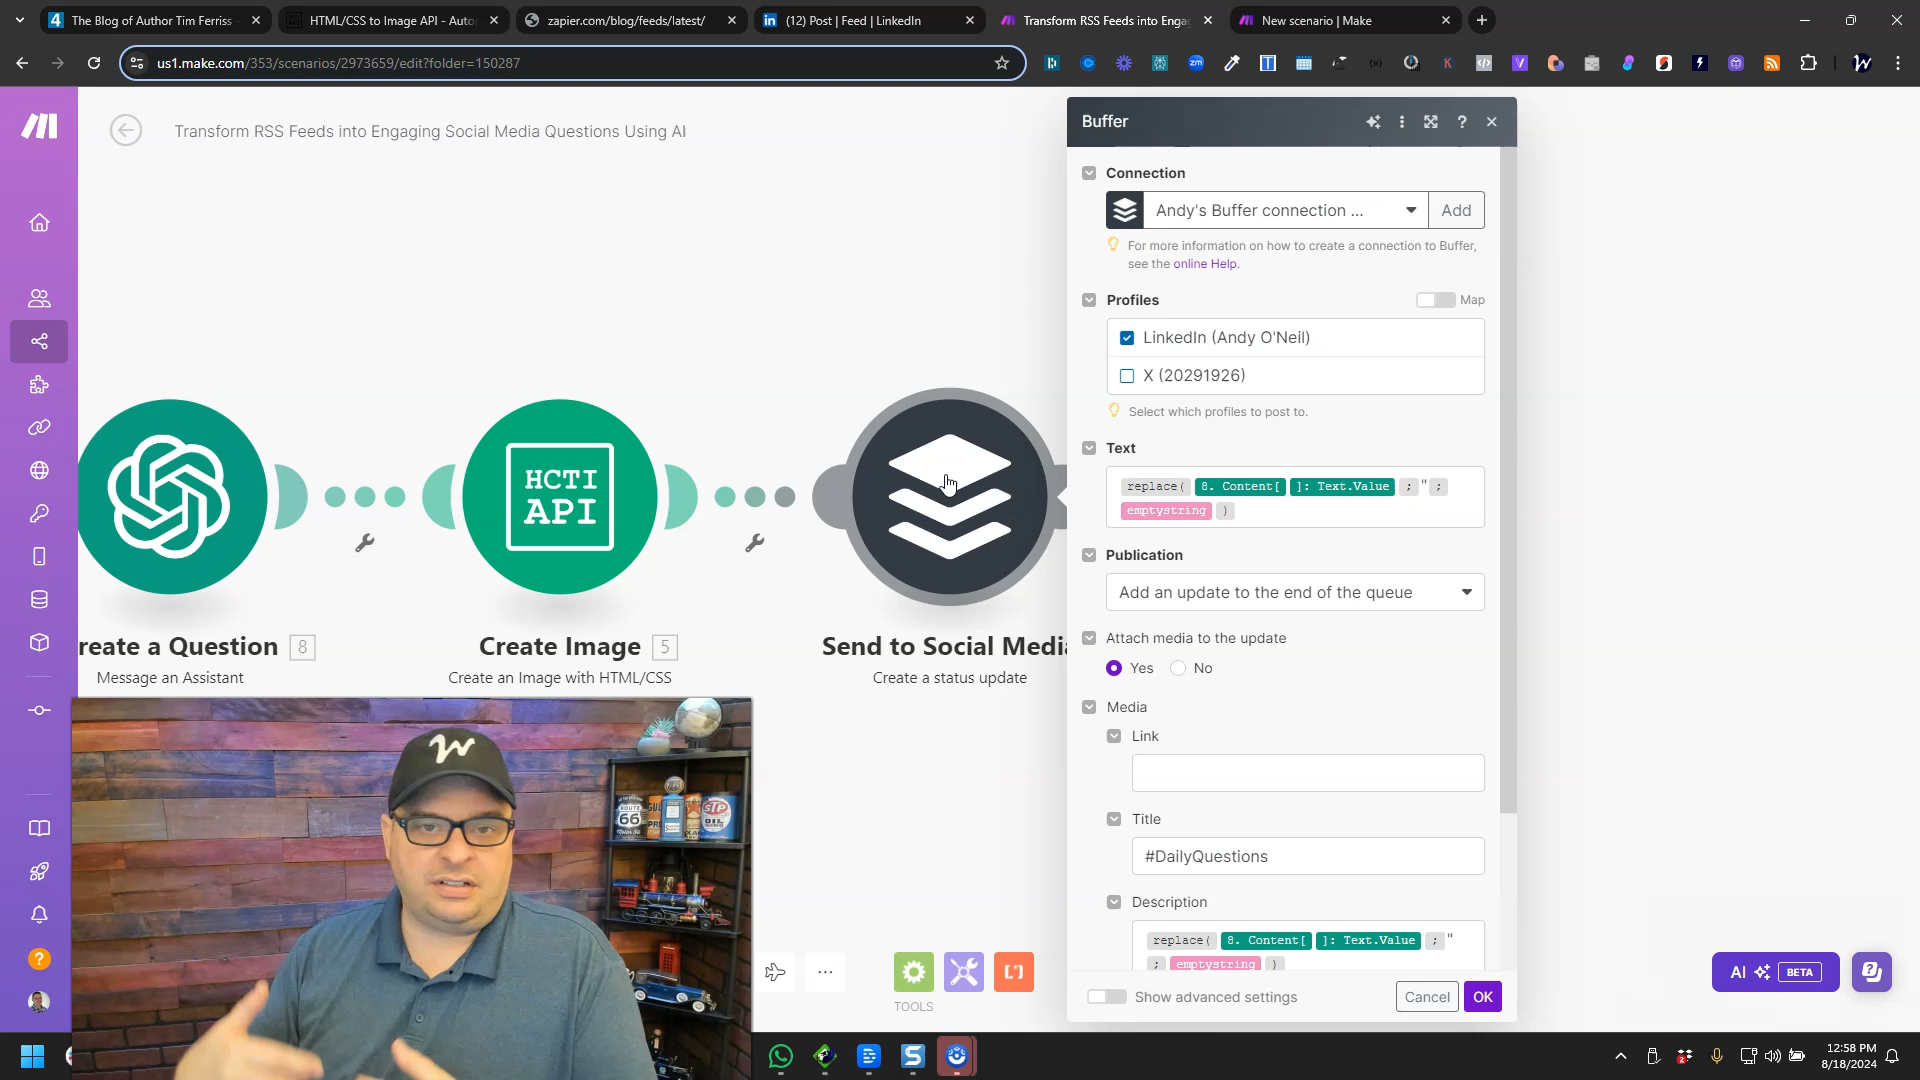 The Blog of Author Tim Ferriss
HTML/CSS to Image API - Auto
zapier.com/blog/feeds/latest/
(12) Post | Feed | LinkedIn
Transform RSS Feeds into Enga
New scenario | Make
us1.make.com/353/scenarios/2973659/edit?folder=150287
Transform RSS Feeds into Engaging Social Media Questions Using AI
Buffer
Connection
Andy's Buffer connection ...
Add
For more information on how to create a connection to Buffer,
see the online Help.
Profiles
Map
LinkedIn (Andy O'Neil)
X (20291926)
Select which profiles to post to.
Text
replace( 8. Content[ ]: Text.Value ; " ;
emptystring )
Publication
Add an update to the end of the queue
Attach media to the update
Yes No
Media
Link
Title
#DailyQuestions
Description
replace( 8. Content[ ]: Text.Value ; "
; emptystring )
Show advanced settings
Cancel
OK
HCTI
API
reate a Question 8
Message an Assistant
Create Image 5
Create an Image with HTML/CSS
Send to Social Medi
Create a status update
TOOLS
AI BETA
ROUTE
66
STP
12:58 PM
8/18/2024